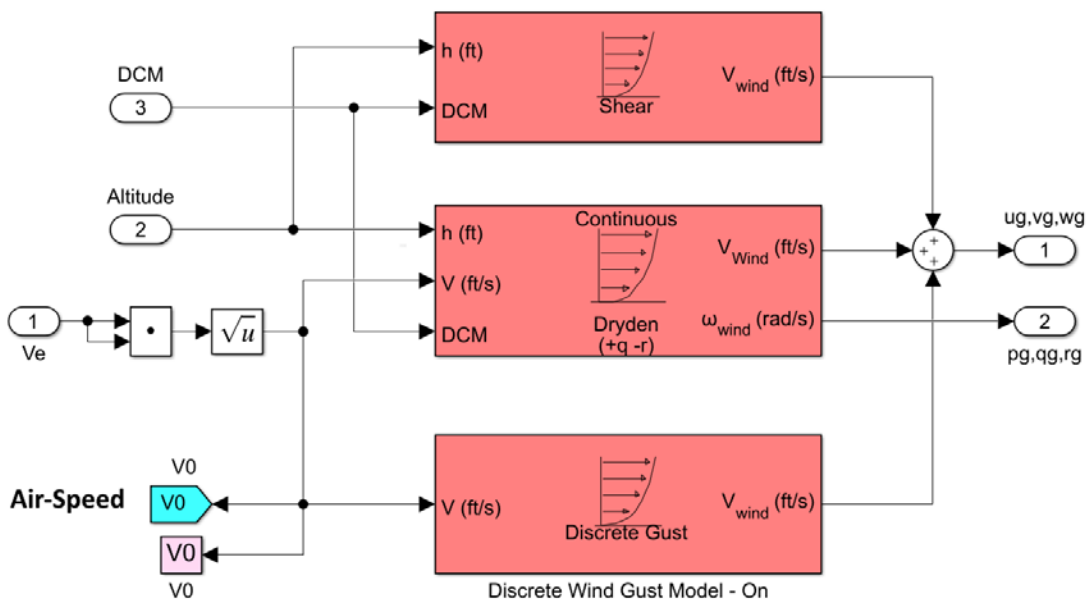 DCM
3
Altitude
2
1
Ve
•
√u
Air-Speed
V0
V0
V0
V0
h (ft)
DCM
Shear
V_wind (ft/s)
h (ft)
V (ft/s)
DCM
Continuous
Dryden
(+q -r)
V_Wind (ft/s)
ω_wind (rad/s)
V (ft/s)
Discrete Gust
V_wind (ft/s)
Discrete Wind Gust Model - On
+
+
+
ug,vg,wg
1
2
pg,qg,rg